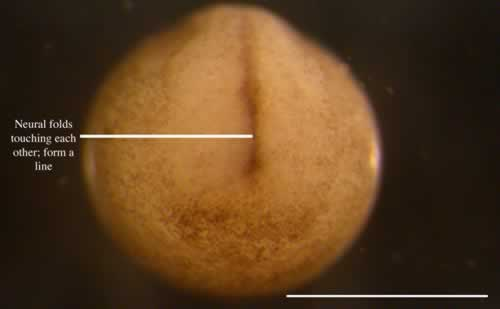 Neural folds
touching each
other; form a
line